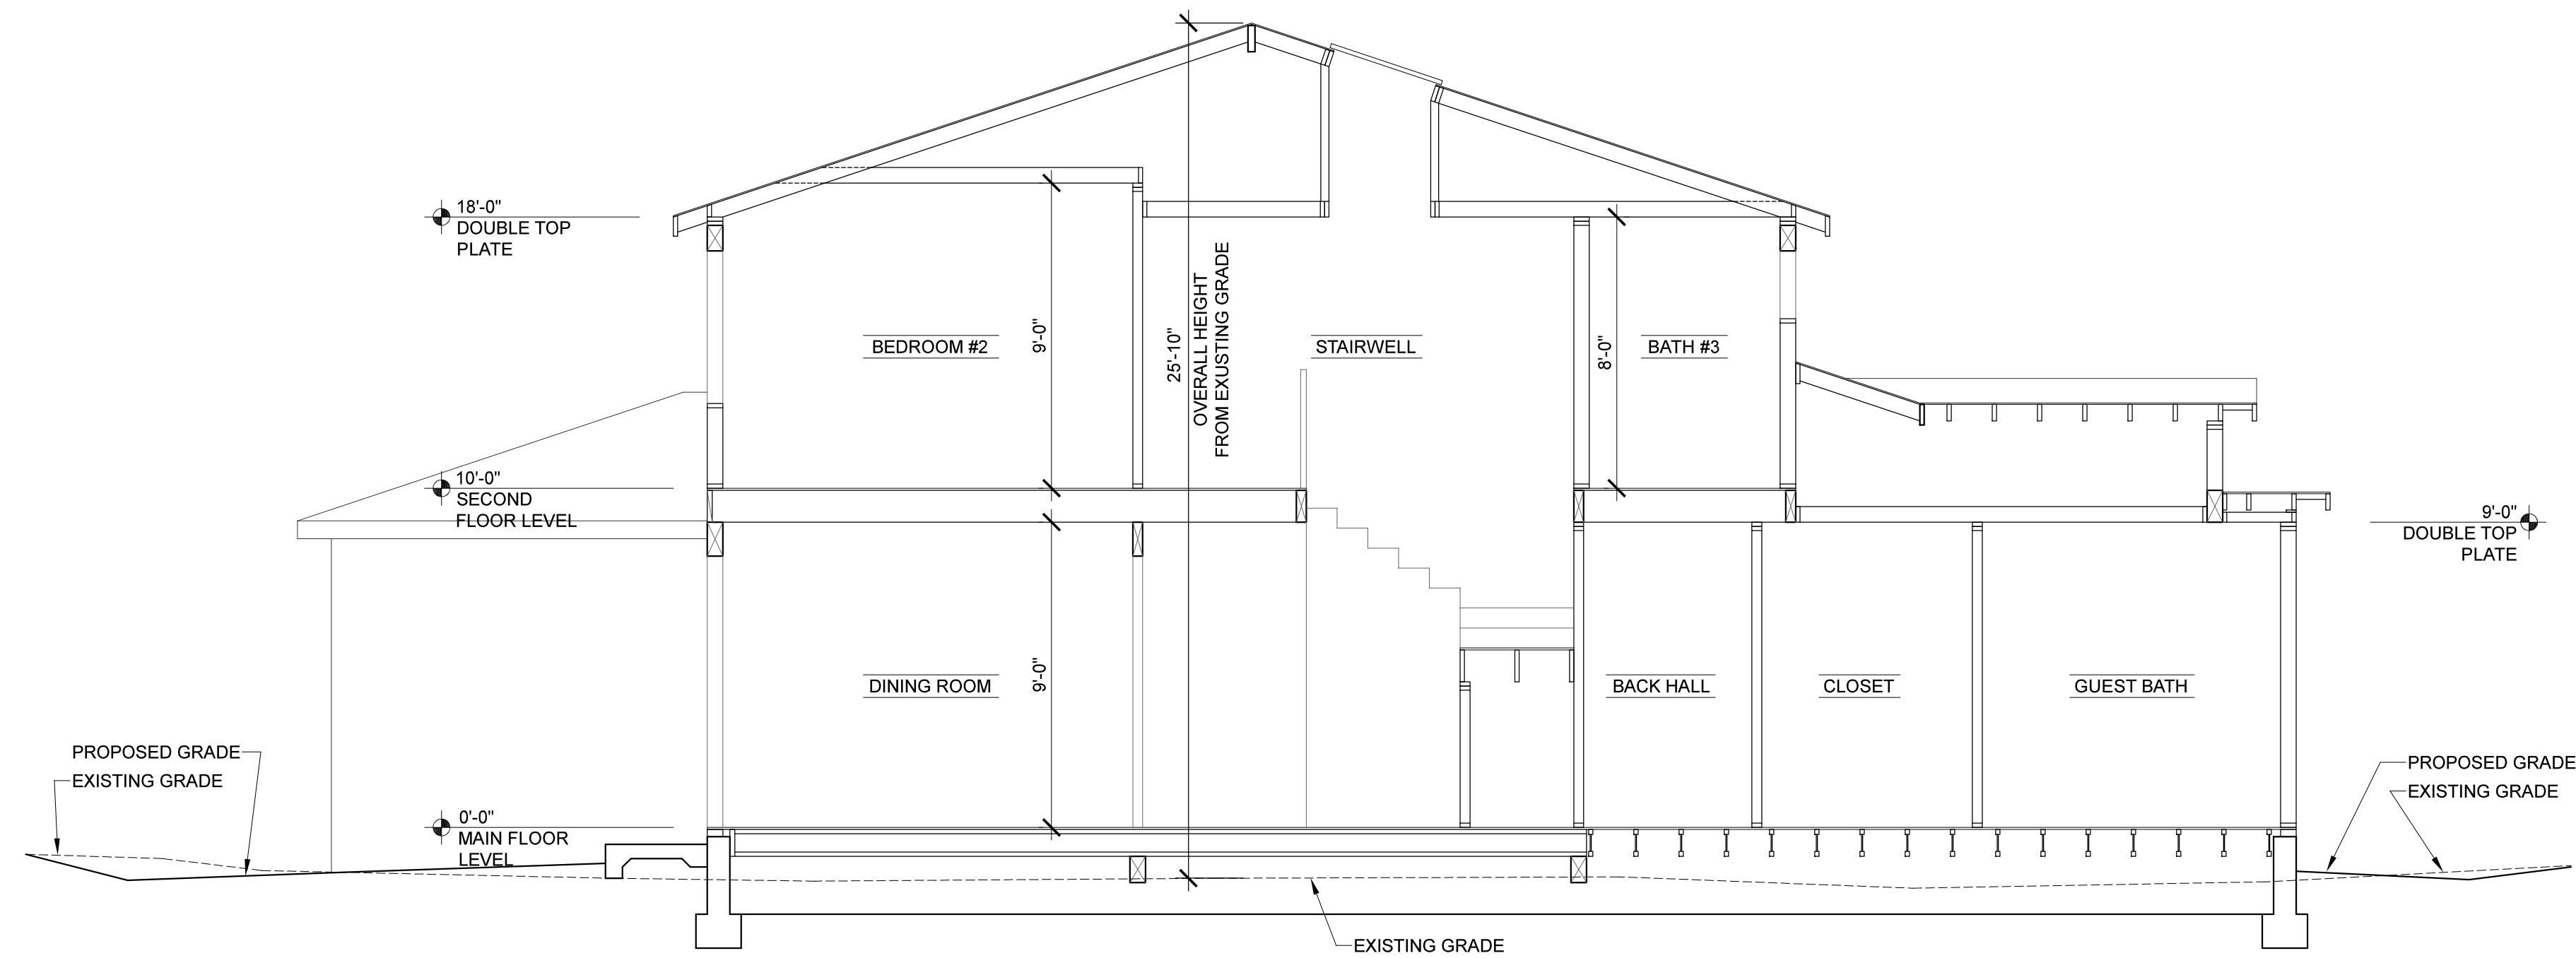 18'-0"
DOUBLE TOP
PLATE
BEDROOM #2
9'-0"
25'-10"
OVERALL HEIGHT
FROM EXUSTING GRADE
STAIRWELL
8'-0"
BATH #3
10'-0"
SECOND
FLOOR LEVEL
9'-0"
DOUBLE TOP
PLATE
DINING ROOM
9'-0"
BACK HALL
CLOSET
GUEST BATH
PROPOSED GRADE
EXISTING GRADE
0'-0"
MAIN FLOOR
LEVEL
PROPOSED GRADE
EXISTING GRADE
EXISTING GRADE